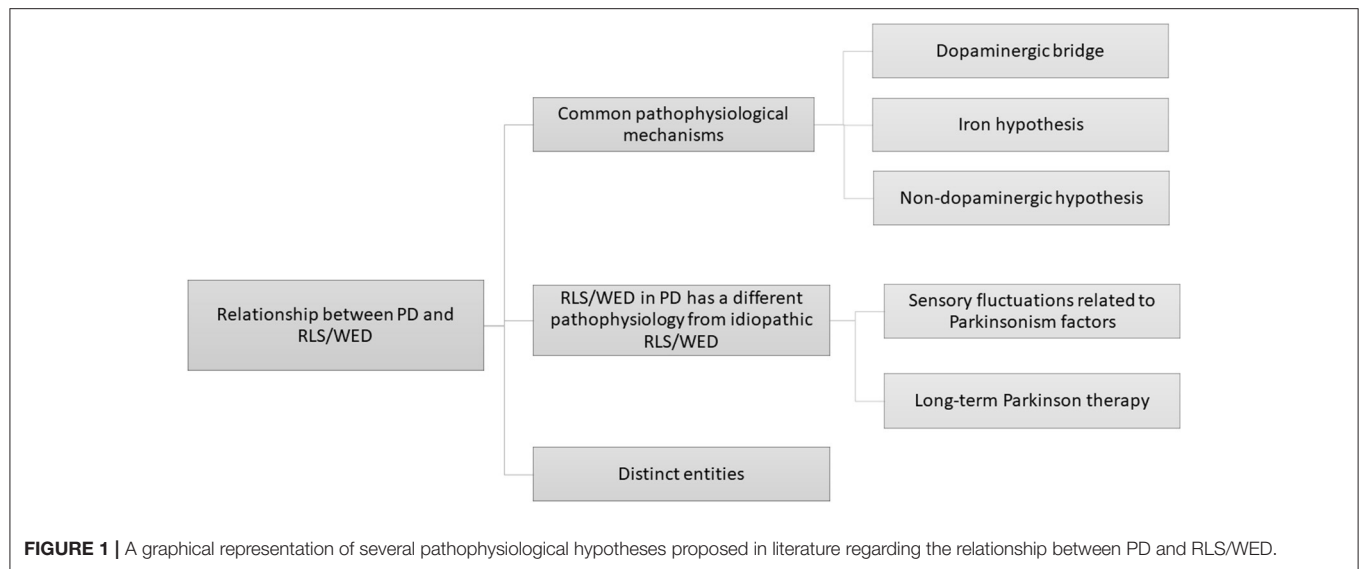 Dopaminergic bridge
Common pathophysiological
mechanisms
Iron hypothesis
Non-dopaminergic hypothesis
Relationship between PD and
RLS/WED
RLS/WED in PD has a different
pathophysiology from idiopathic
RLS/WED
Sensory fluctuations related to
Parkinsonism factors
Long-term Parkinson therapy
Distinct entities
FIGURE 1 | A graphical representation of several pathophysiological hypotheses proposed in literature regarding the relationship between PD and RLS/WED.